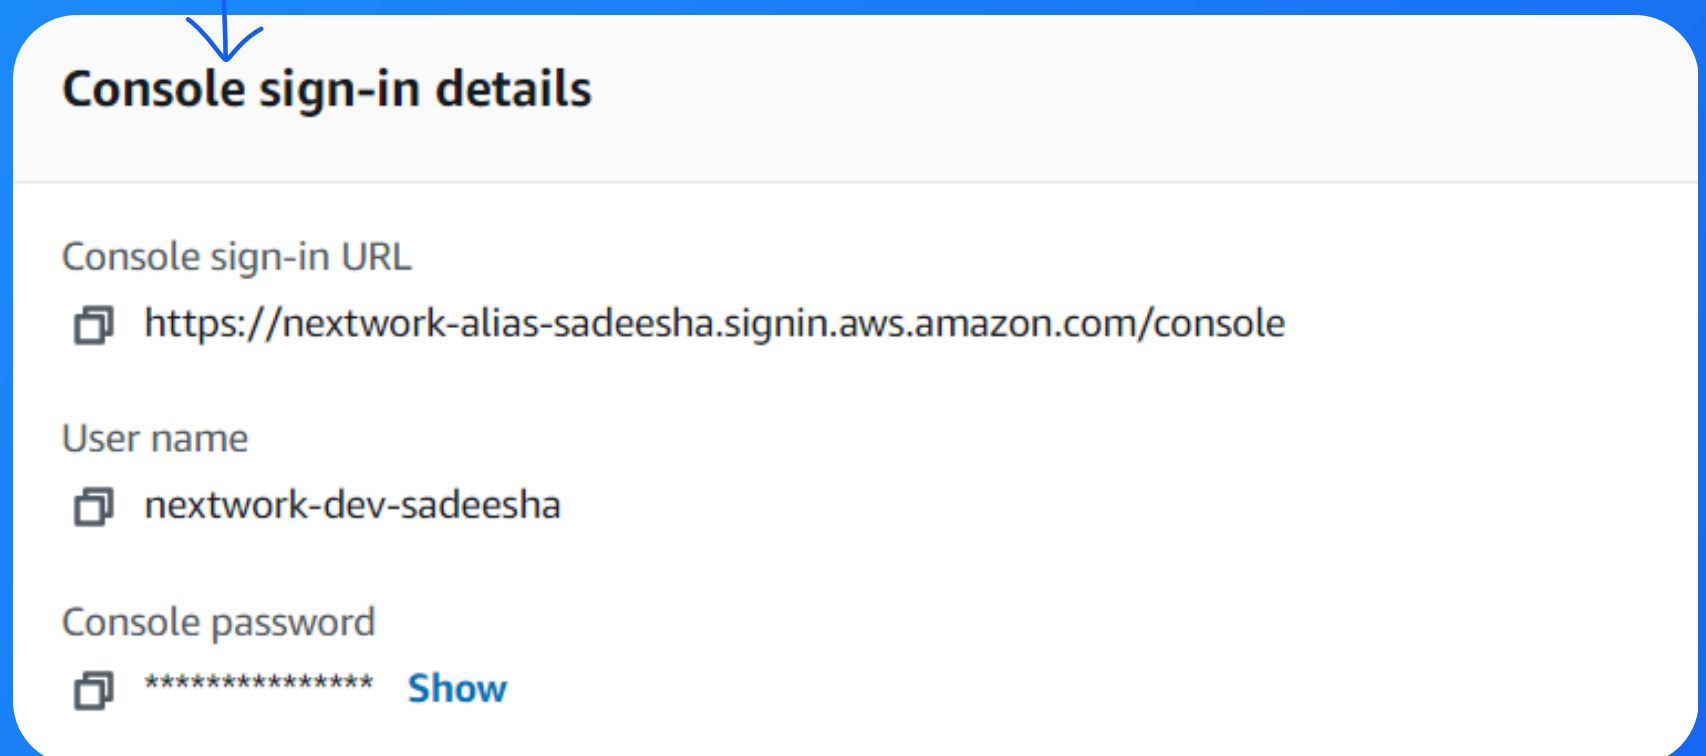 Console sign-in details
Console sign-in URL
https://nextwork-alias-sadeesha.signin.aws.amazon.com/console
User name
nextwork-dev-sadeesha
Console password
*************** Show